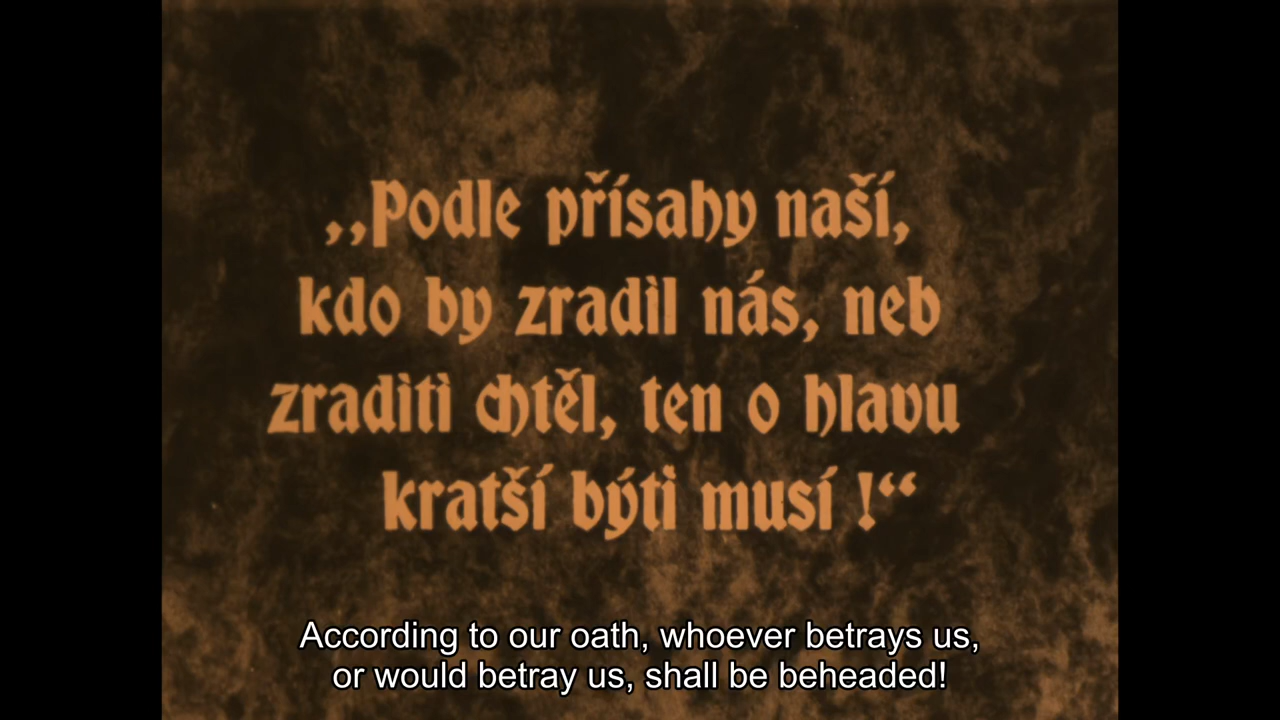 ,,Podle přísahy naší,
kdo by zradil nás, neb
zraditi chtěl, ten o hlavu
kratší býti musí !“
According to our oath, whoever betrays us,
or would betray us, shall be beheaded!